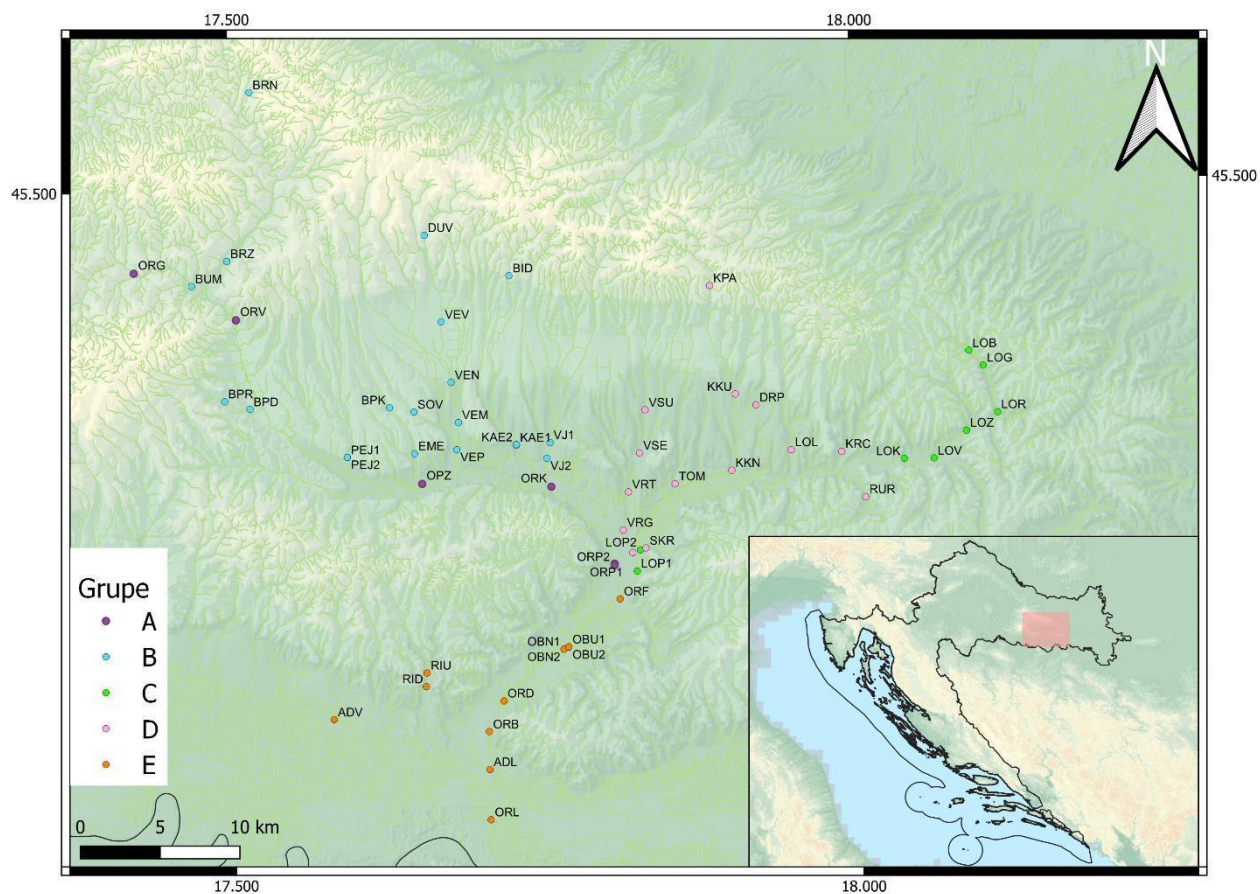 17.500 18.000
N
BRN
45.500 45.500
DUV
BRZ
ORG
BUM
BID
KPA
ORV
VEV
LOB
LOG
VEN
KKU
BPR
BPD
BPK
SOV
VSU
DRP
LOR
VEM
LOZ
KAE2 KAE1 VJ1
EME
VEP
VJ2
VSE
LOL
KRC
PEJ1
PEJ2
LOK
LOV
KKN
OPZ
ORK
TOM
VRT
RUR
VRG
LOP2
SKR
ORP2
ORP1
LOP1
ORF
OBN1
OBN2
OBU1
OBU2
RIU
RID
ORD
ADV
ORB
ADL
ORL
Grupe
A
B
C
D
E
0 5 10 km
17.500 18.000